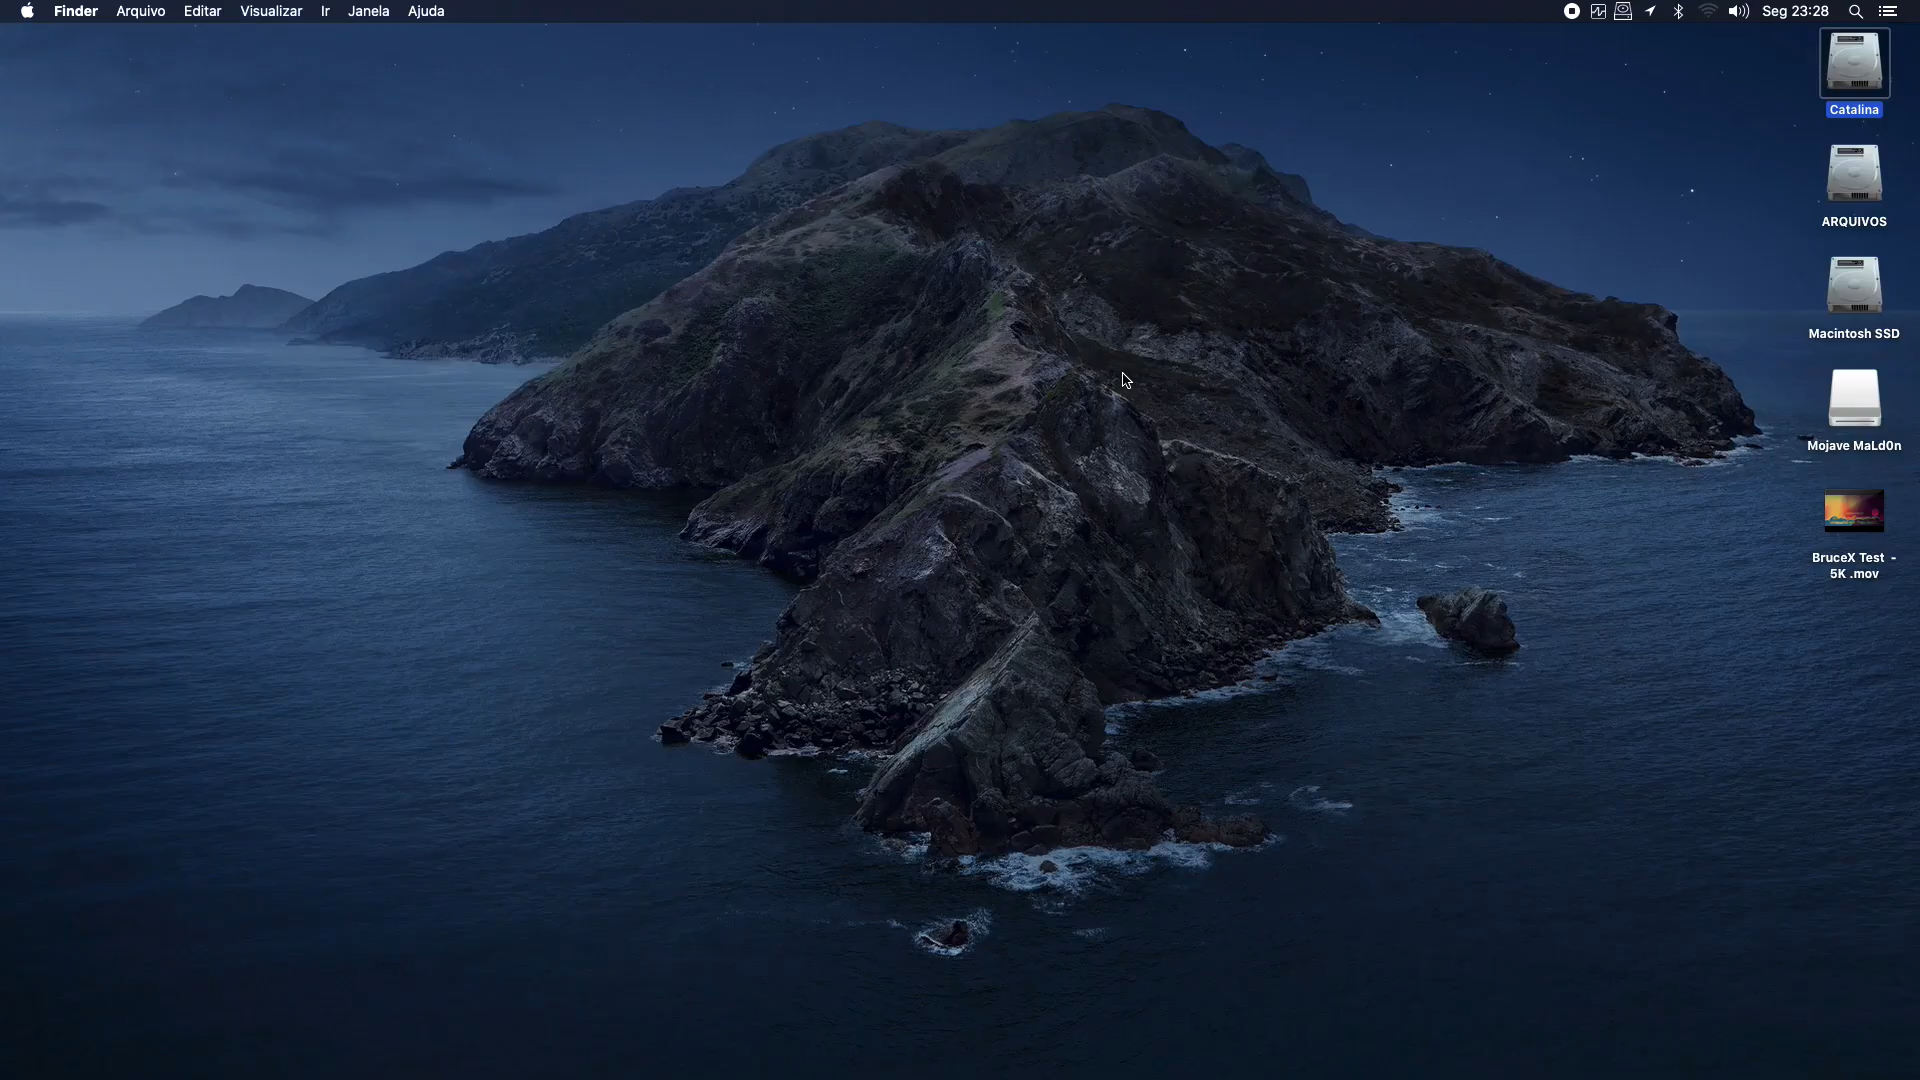 Finder Arquivo Editar Visualizar Ir Janela Ajuda Seg 23:28
Catalina
ARQUIVOS
Macintosh SSD
Mojave MaLd0n
BruceX Test -
5K .mov